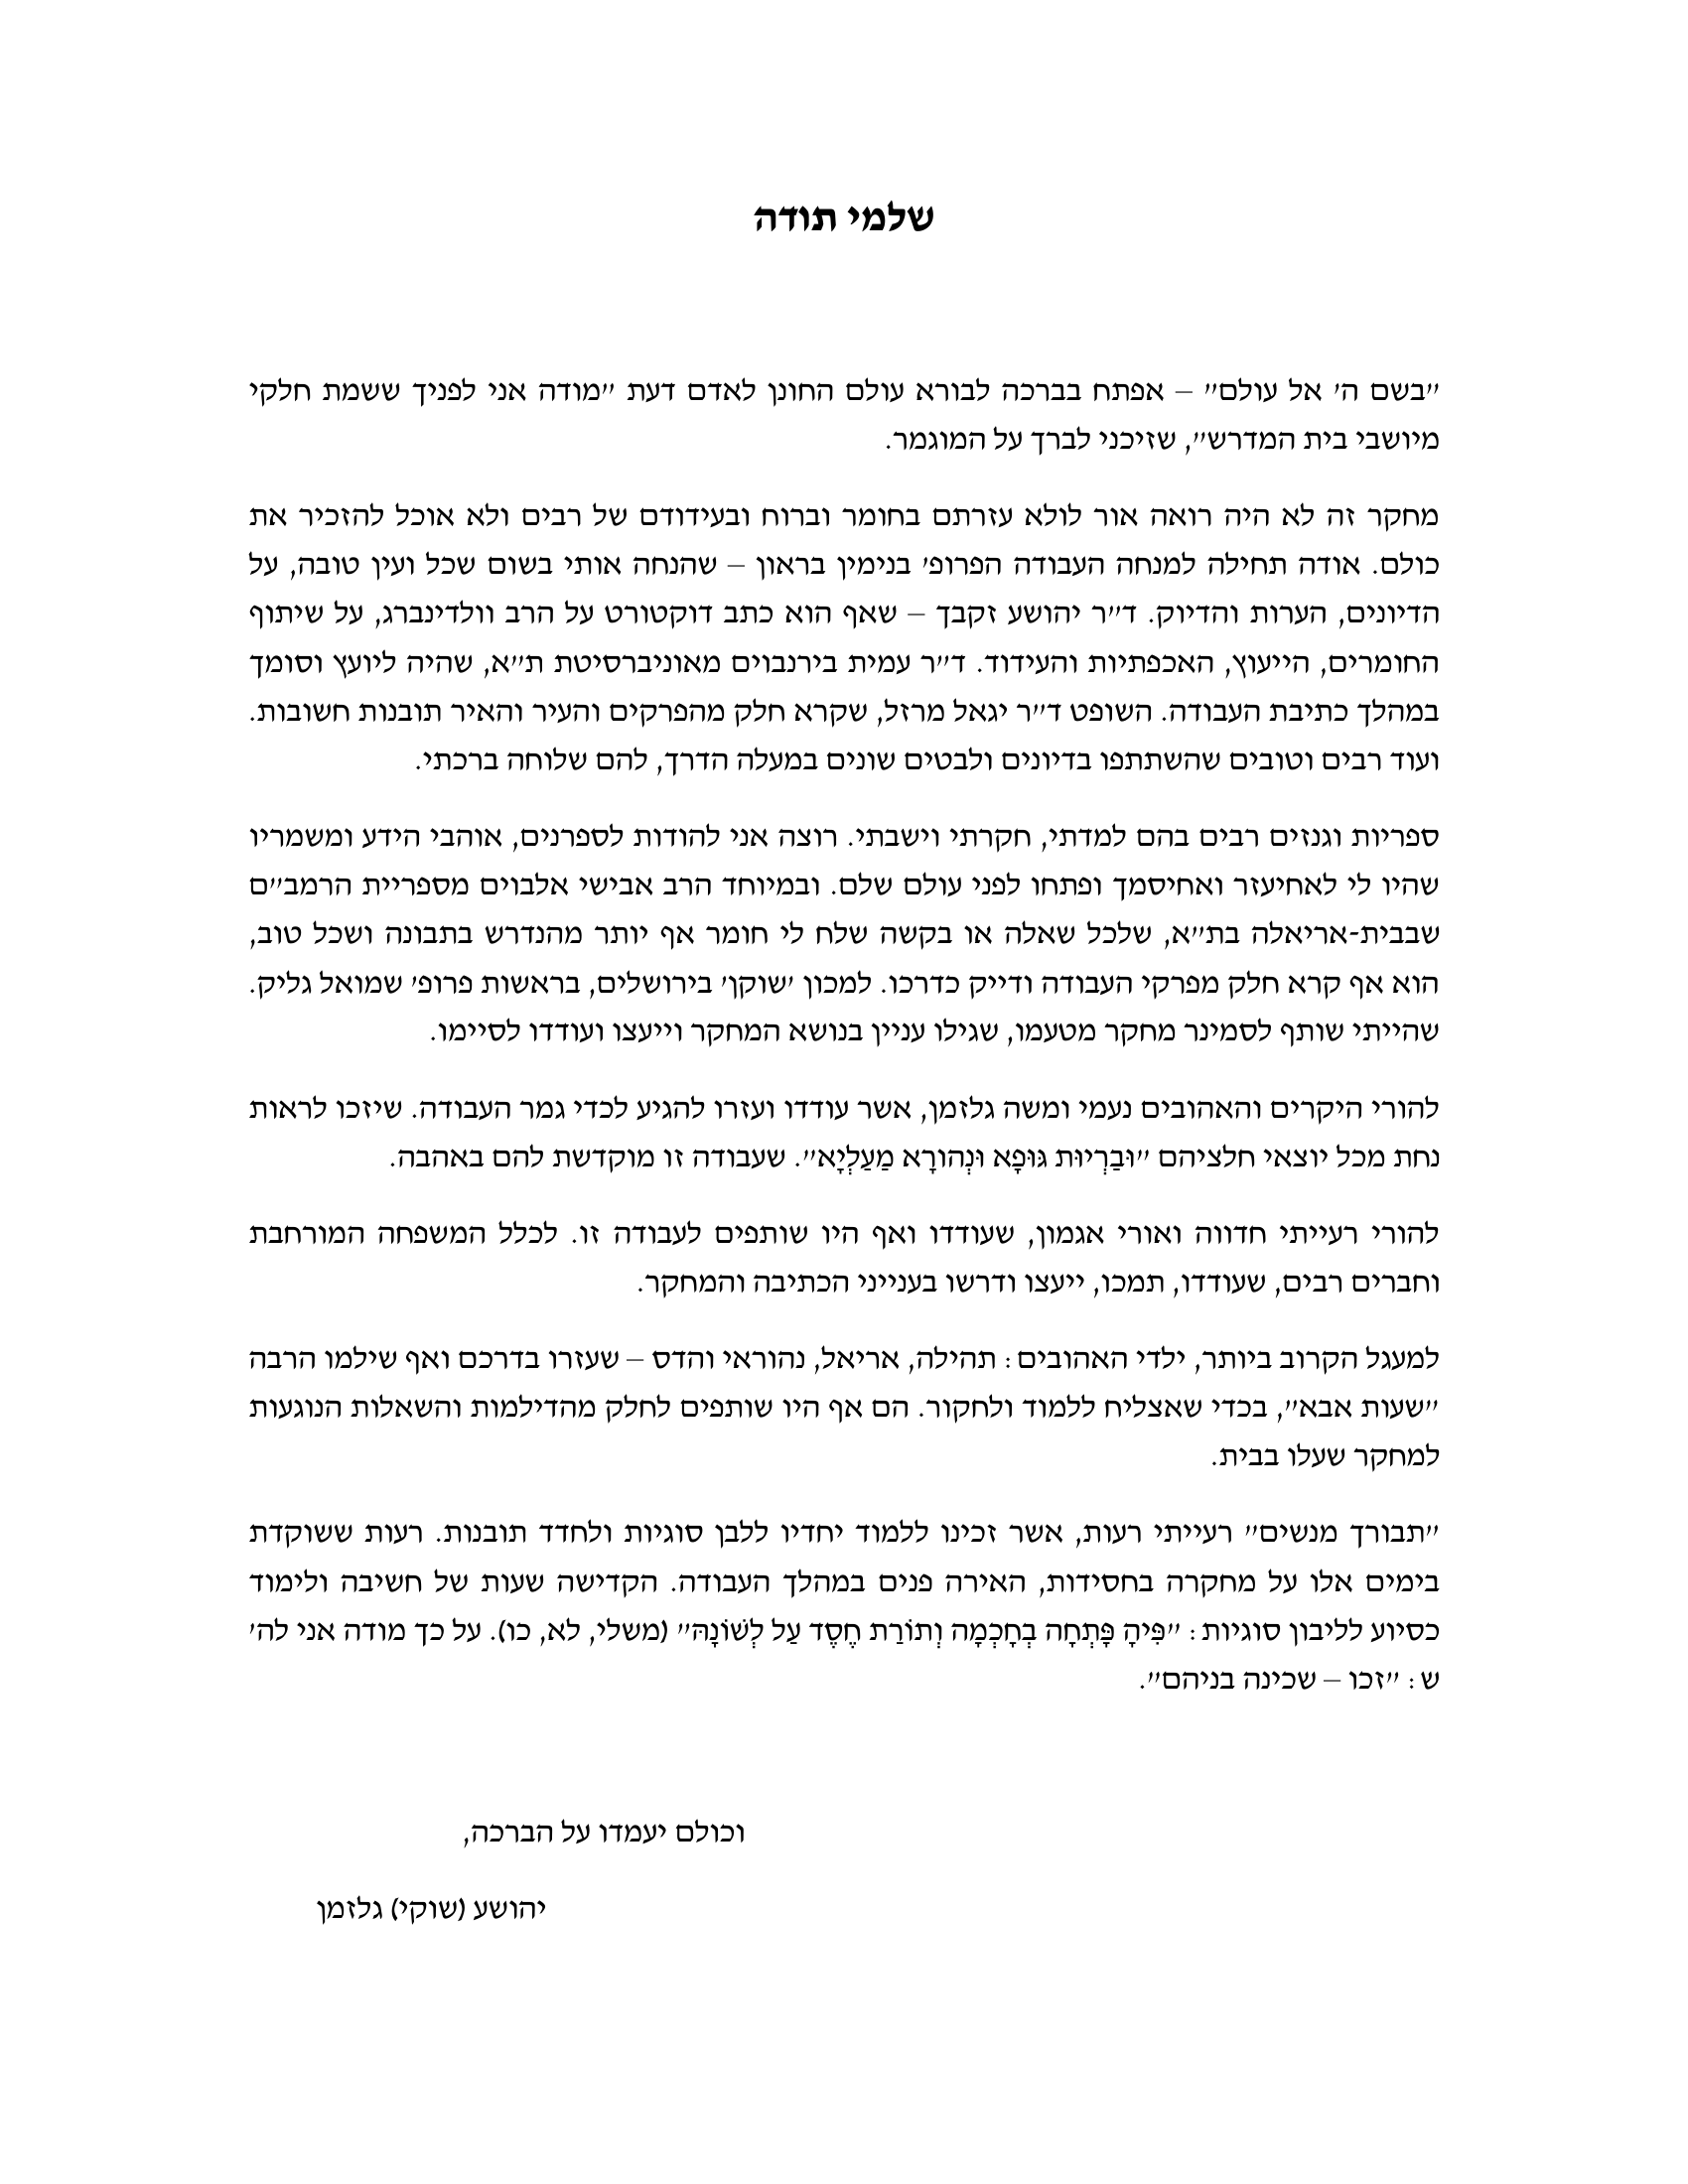 שלמי תודה
"בשם ה' אל עולם" – אפתח בברכה לבורא עולם החונן לאדם דעת "מודה אני לפניך ששמת חלקי
מיושבי בית המדרש", שזיכני לברך על המוגמר.
מחקר זה לא היה רואה אור לולא עזרתם בחומר וברוח ובעידודם של רבים ולא אוכל להזכיר את
כולם. אודה תחילה למנחה העבודה הפרופ' בנימין בראון – שהנחה אותי בשום שכל ועין טובה, על
הדיונים, הערות והדיוק. ד"ר יהושע זקבך – שאף הוא כתב דוקטורט על הרב וולדינברג, על שיתוף
החומרים, הייעוץ, האכפתיות והעידוד. ד"ר עמית בירנבוים מאוניברסיטת ת"א, שהיה ליועץ וסומך
במהלך כתיבת העבודה. השופט ד"ר יגאל מרזל, שקרא חלק מהפרקים והעיר והאיר תובנות חשובות.
ועוד רבים וטובים שהשתתפו בדיונים ולבטים שונים במעלה הדרך, להם שלוחה ברכתי.
ספריות וגנזים רבים בהם למדתי, חקרתי וישבתי. רוצה אני להודות לספרנים, אוהבי הידע ומשמריו
שהיו לי לאחיעזר ואחיסמך ופתחו לפני עולם שלם. ובמיוחד הרב אבישי אלבוים מספריית הרמב"ם
שבבית-אריאלה בת"א, שלכל שאלה או בקשה שלח לי חומר אף יותר מהנדרש בתבונה ושכל טוב,
הוא אף קרא חלק מפרקי העבודה ודייק כדרכו. למכון 'שוקן' בירושלים, בראשות פרופ' שמואל גליק.
שהייתי שותף לסמינר מחקר מטעמו, שגילו עניין בנושא המחקר וייעצו ועודדו לסיימו.
להורי היקרים והאהובים נעמי ומשה גלזמן, אשר עודדו ועזרו להגיע לכדי גמר העבודה. שיזכו לראות
נחת מכל יוצאי חלציהם "וּבַרְיוּת גּוּפָא וּנְהוֹרָא מַעַלְיָא". שעבודה זו מוקדשת להם באהבה.
להורי רעייתי חדווה ואורי אגמון, שעודדו ואף היו שותפים לעבודה זו. לכלל המשפחה המורחבת
וחברים רבים, שעודדו, תמכו, ייעצו ודרשו בענייני הכתיבה והמחקר.
למעגל הקרוב ביותר, ילדי האהובים: תהילה, אריאל, נהוראי והדס – שעזרו בדרכם ואף שילמו הרבה
"שעות אבא", בכדי שאצליח ללמוד ולחקור. הם אף היו שותפים לחלק מהדילמות והשאלות הנוגעות
למחקר שעלו בבית.
"תבורך מנשים" רעייתי רעות, אשר זכינו ללמוד יחדיו ללבן סוגיות ולחדד תובנות. רעות ששוקדת
בימים אלו על מחקרה בחסידות, האירה פנים במהלך העבודה. הקדישה שעות של חשיבה ולימוד
כסיוע לליבון סוגיות: "פִּיהָ פָּתְחָה בְחָכְמָה וְתוֹרַת חֶסֶד עַל לְשׁוֹנָהּ" (משלי, לא, כו). על כך מודה אני לה'
ש: "זכו – שכינה בניהם".
וכולם יעמדו על הברכה,
יהושע (שוקי) גלזמן